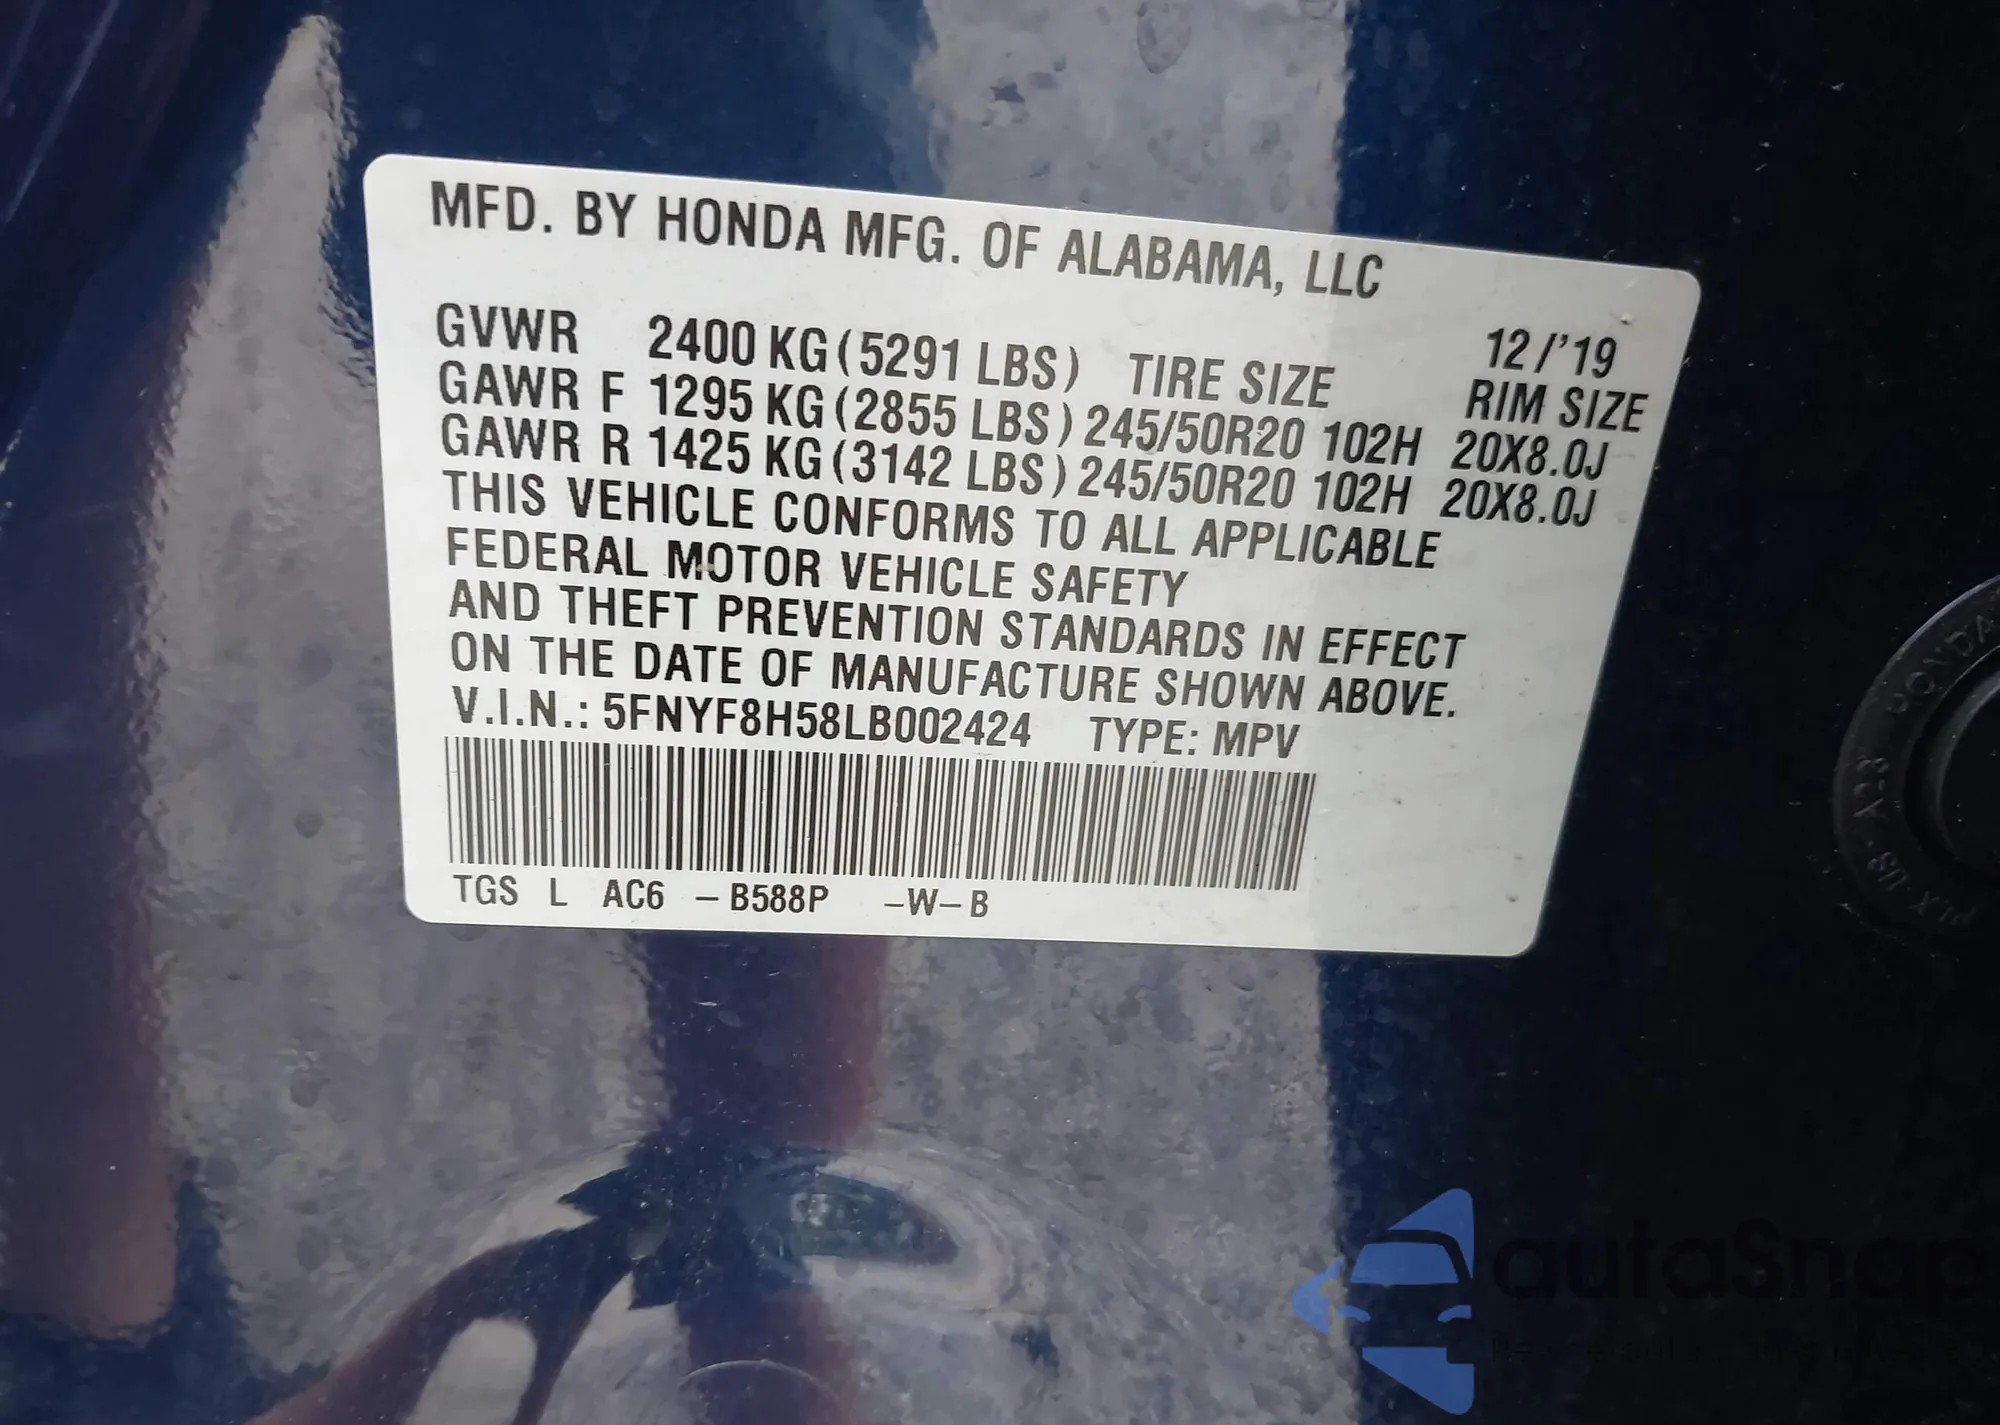 MFD. BY HONDA MFG. OF ALABAMA, LLC
12/'19
GVWR 2400 KG (5291 LBS) TIRE SIZE RIM SIZE
GAWR F 1295 KG (2855 LBS) 245/50R20 102H 20X8.0J
GAWR R 1425 KG (3142 LBS) 245/50R20 102H 20X8.0J
THIS VEHICLE CONFORMS TO ALL APPLICABLE
FEDERAL MOTOR VEHICLE SAFETY
AND THEFT PREVENTION STANDARDS IN EFFECT
ON THE DATE OF MANUFACTURE SHOWN ABOVE.
V.I.N.: 5FNYF8H58LB002424 TYPE: MPV
TGS L AC6 – B588P –W– B
HONDA
autoSnap